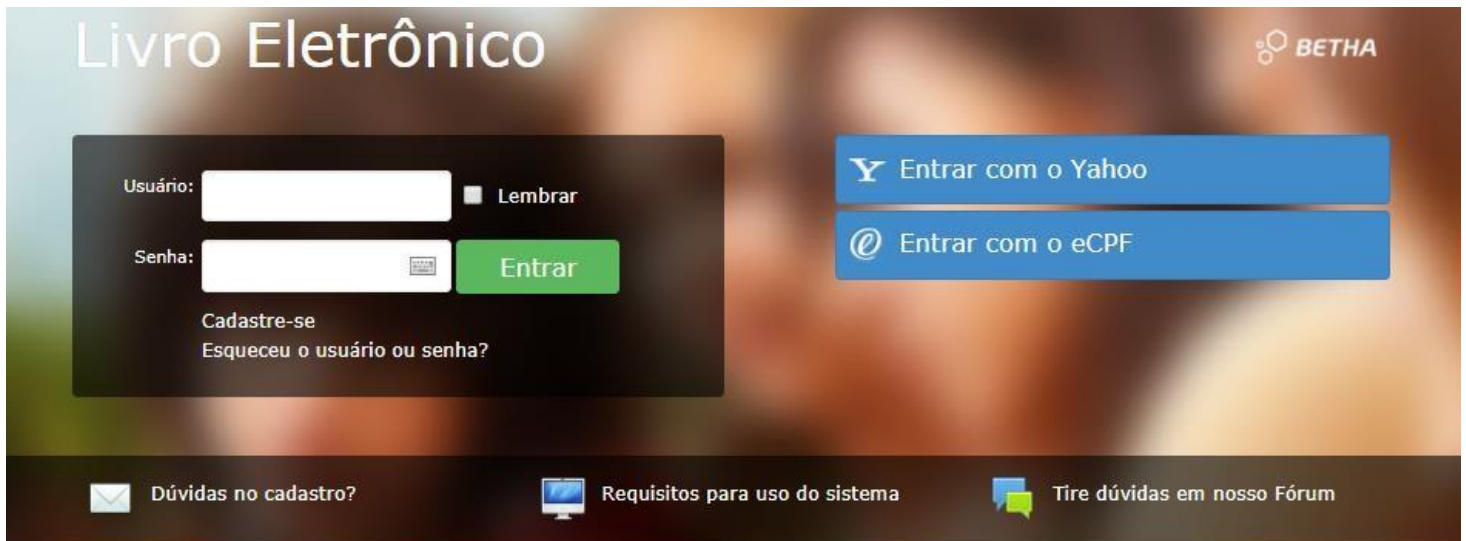 Livro Eletrônico
BETHA
Usuário:
Lembrar
Senha:
Entrar
Cadastre-se
Esqueceu o usuário ou senha?
Entrar com o Yahoo
Entrar com o eCPF
Dúvidas no cadastro?
Requisitos para uso do sistema
Tire dúvidas em nosso Fórum